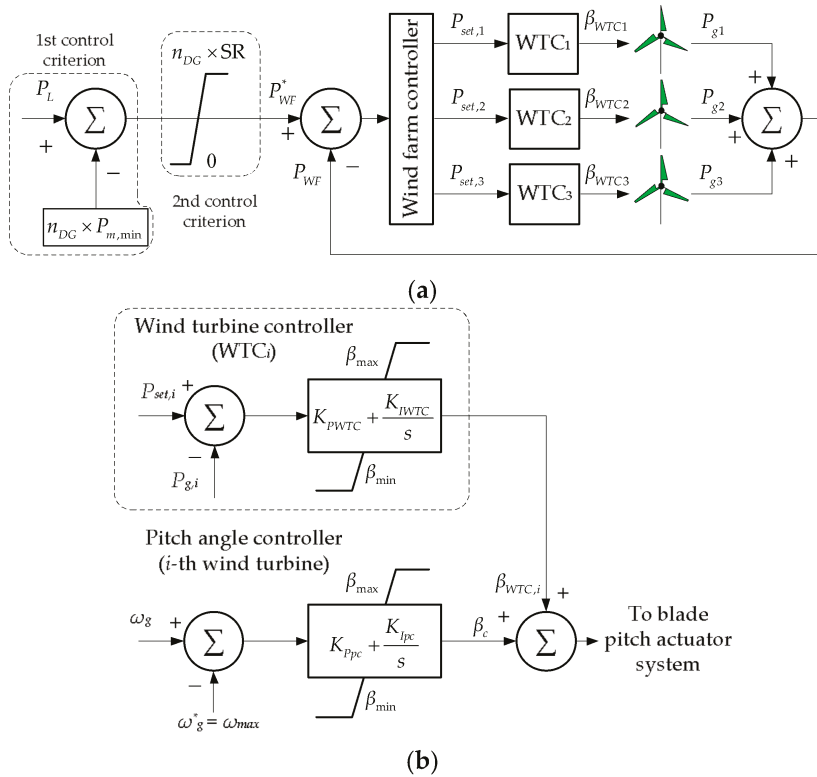 1st control
criterion
n_DG × SR
P_L
+
Σ
−
n_DG × P_m,min
0
2nd control
criterion
P*_WF
+
Σ
P_WF
−
Wind farm controller
P_set,1
WTC₁
β_WTC1
P_g1
P_set,2
WTC₂
β_WTC2
P_g2
P_set,3
WTC₃
β_WTC3
P_g3
+
+
+
Σ
(a)
Wind turbine controller
(WTCi)
P_set,i
+
Σ
−
P_g,i
β_max
K_PWTC + K_IWTC/s
β_min
Pitch angle controller
(i-th wind turbine)
ω_g
+
Σ
−
ω*_g = ω_max
β_max
K_Ppc + K_Ipc/s
β_min
β_c
+
β_WTC,i
+
Σ
To blade
pitch actuator
system
(b)